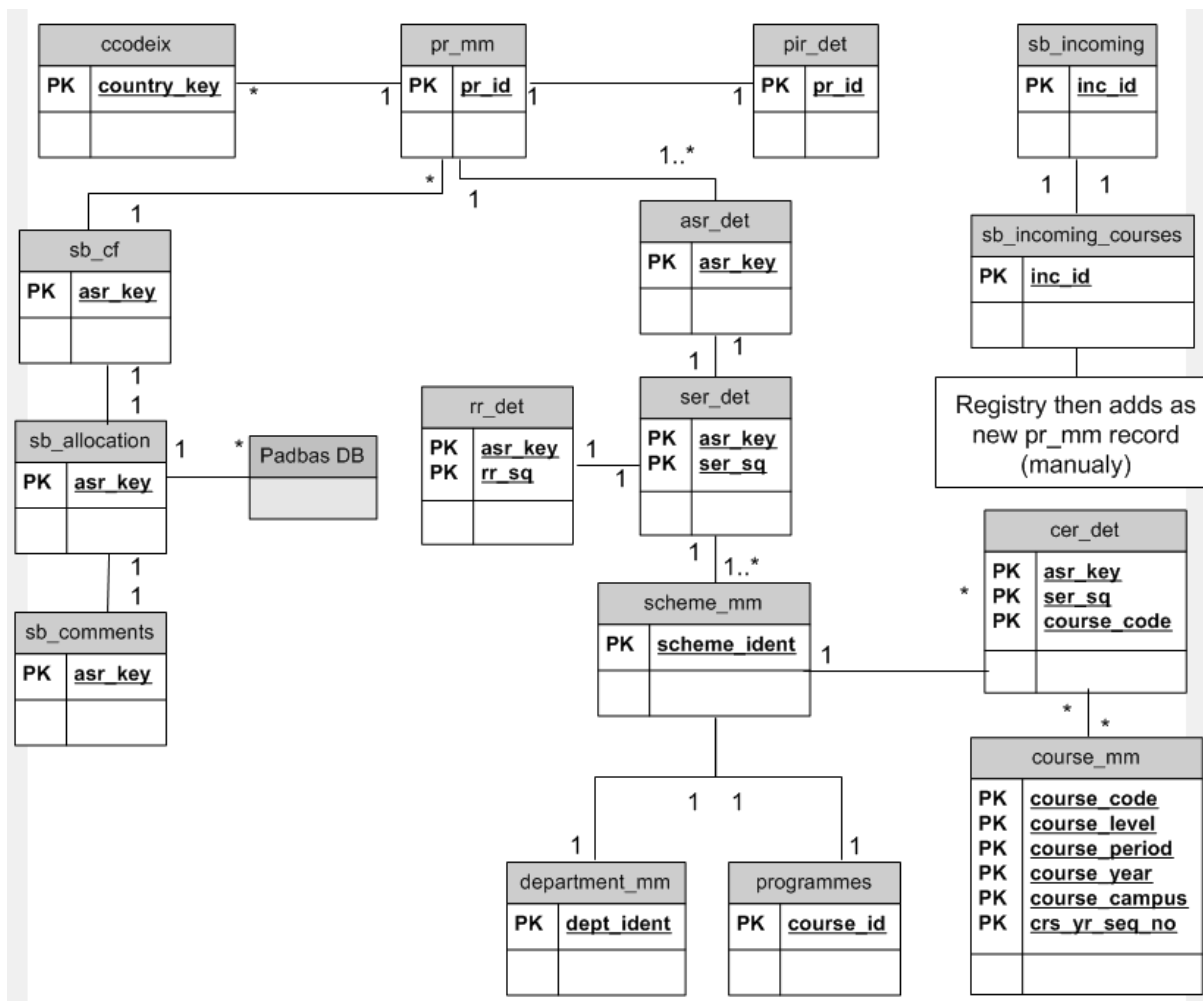 ccodeix
PK country_key
pr_mm
PK pr_id
pir_det
PK pr_id
sb_incoming
PK inc_id
* 1 1 1
1 1
1..*
* 1
1
sb_cf
PK asr_key
asr_det
PK asr_key
sb_incoming_courses
PK inc_id
1
1
1 1
sb_allocation
PK asr_key
1 *
Padbas DB
rr_det
PK asr_key
PK rr_sq
1 1
ser_det
PK asr_key
PK ser_sq
Registry then adds as
new pr_mm record
(manualy)
1
1
1 1..*
sb_comments
PK asr_key
scheme_mm
PK scheme_ident
1 *
cer_det
PK asr_key
PK ser_sq
PK course_code
* *
1 1
1 1
department_mm
PK dept_ident
programmes
PK course_id
course_mm
PK course_code
PK course_level
PK course_period
PK course_year
PK course_campus
PK crs_yr_seq_no